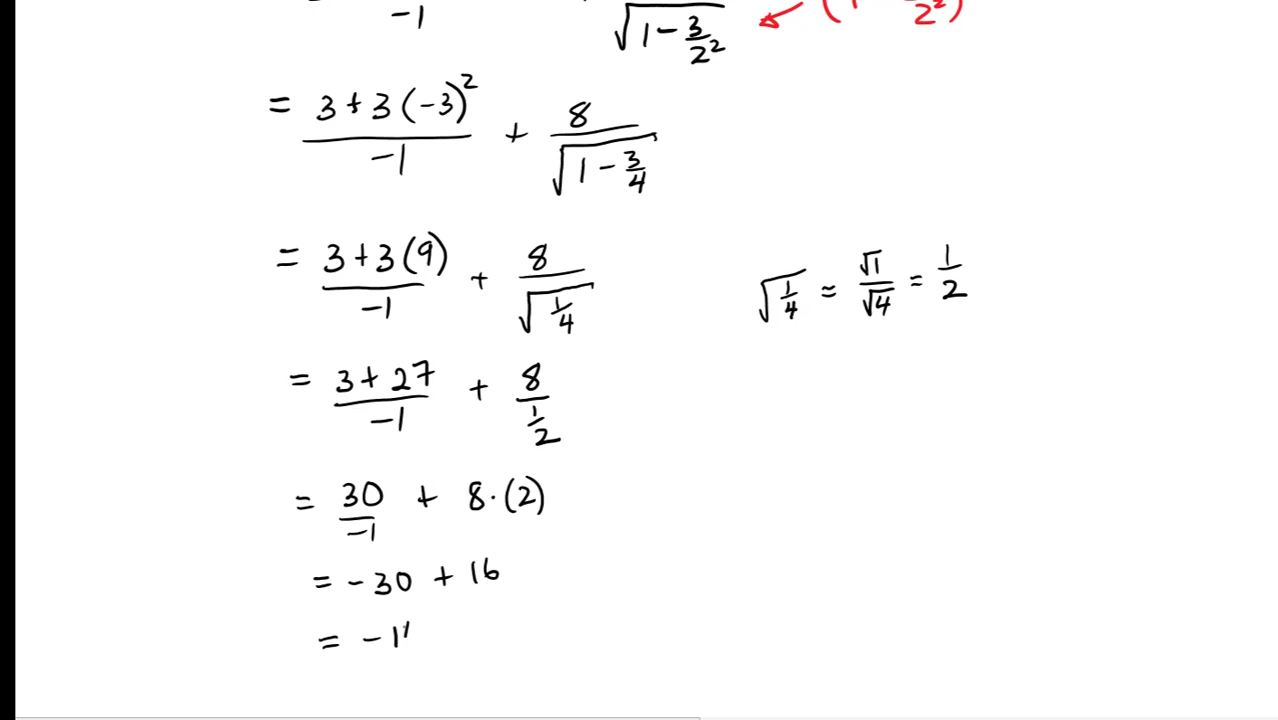 -1 √(1 - 3/2²)
= (3 + 3(-3)²)/-1 + 8/√(1 - 3/4)
= (3 + 3(9))/-1 + 8/√(1/4) √(1/4) ≈ √1/√4 = 1/2
= (3 + 27)/-1 + 8/(1/2)
= 30/-1 + 8·(2)
= -30 + 16
= -1